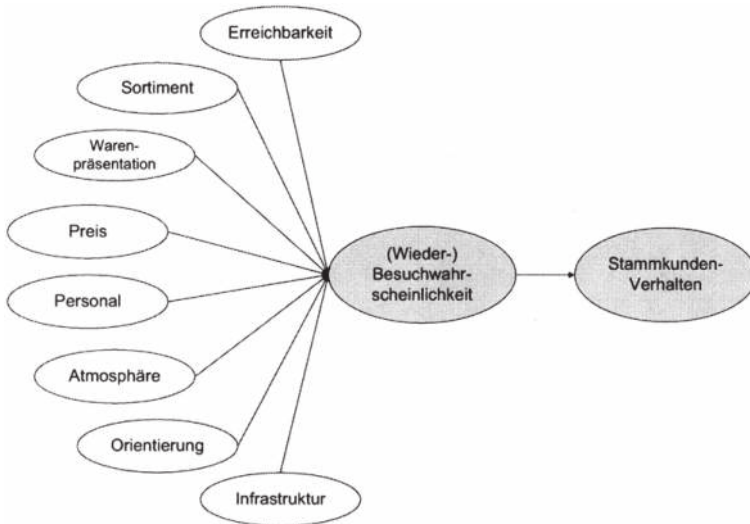 Erreichbarkeit
Sortiment
Waren-
präsentation
Preis
Personal
Atmosphäre
Orientierung
Infrastruktur
(Wieder-)
Besuchwahr-
scheinlichkeit
Stammkunden-
Verhalten